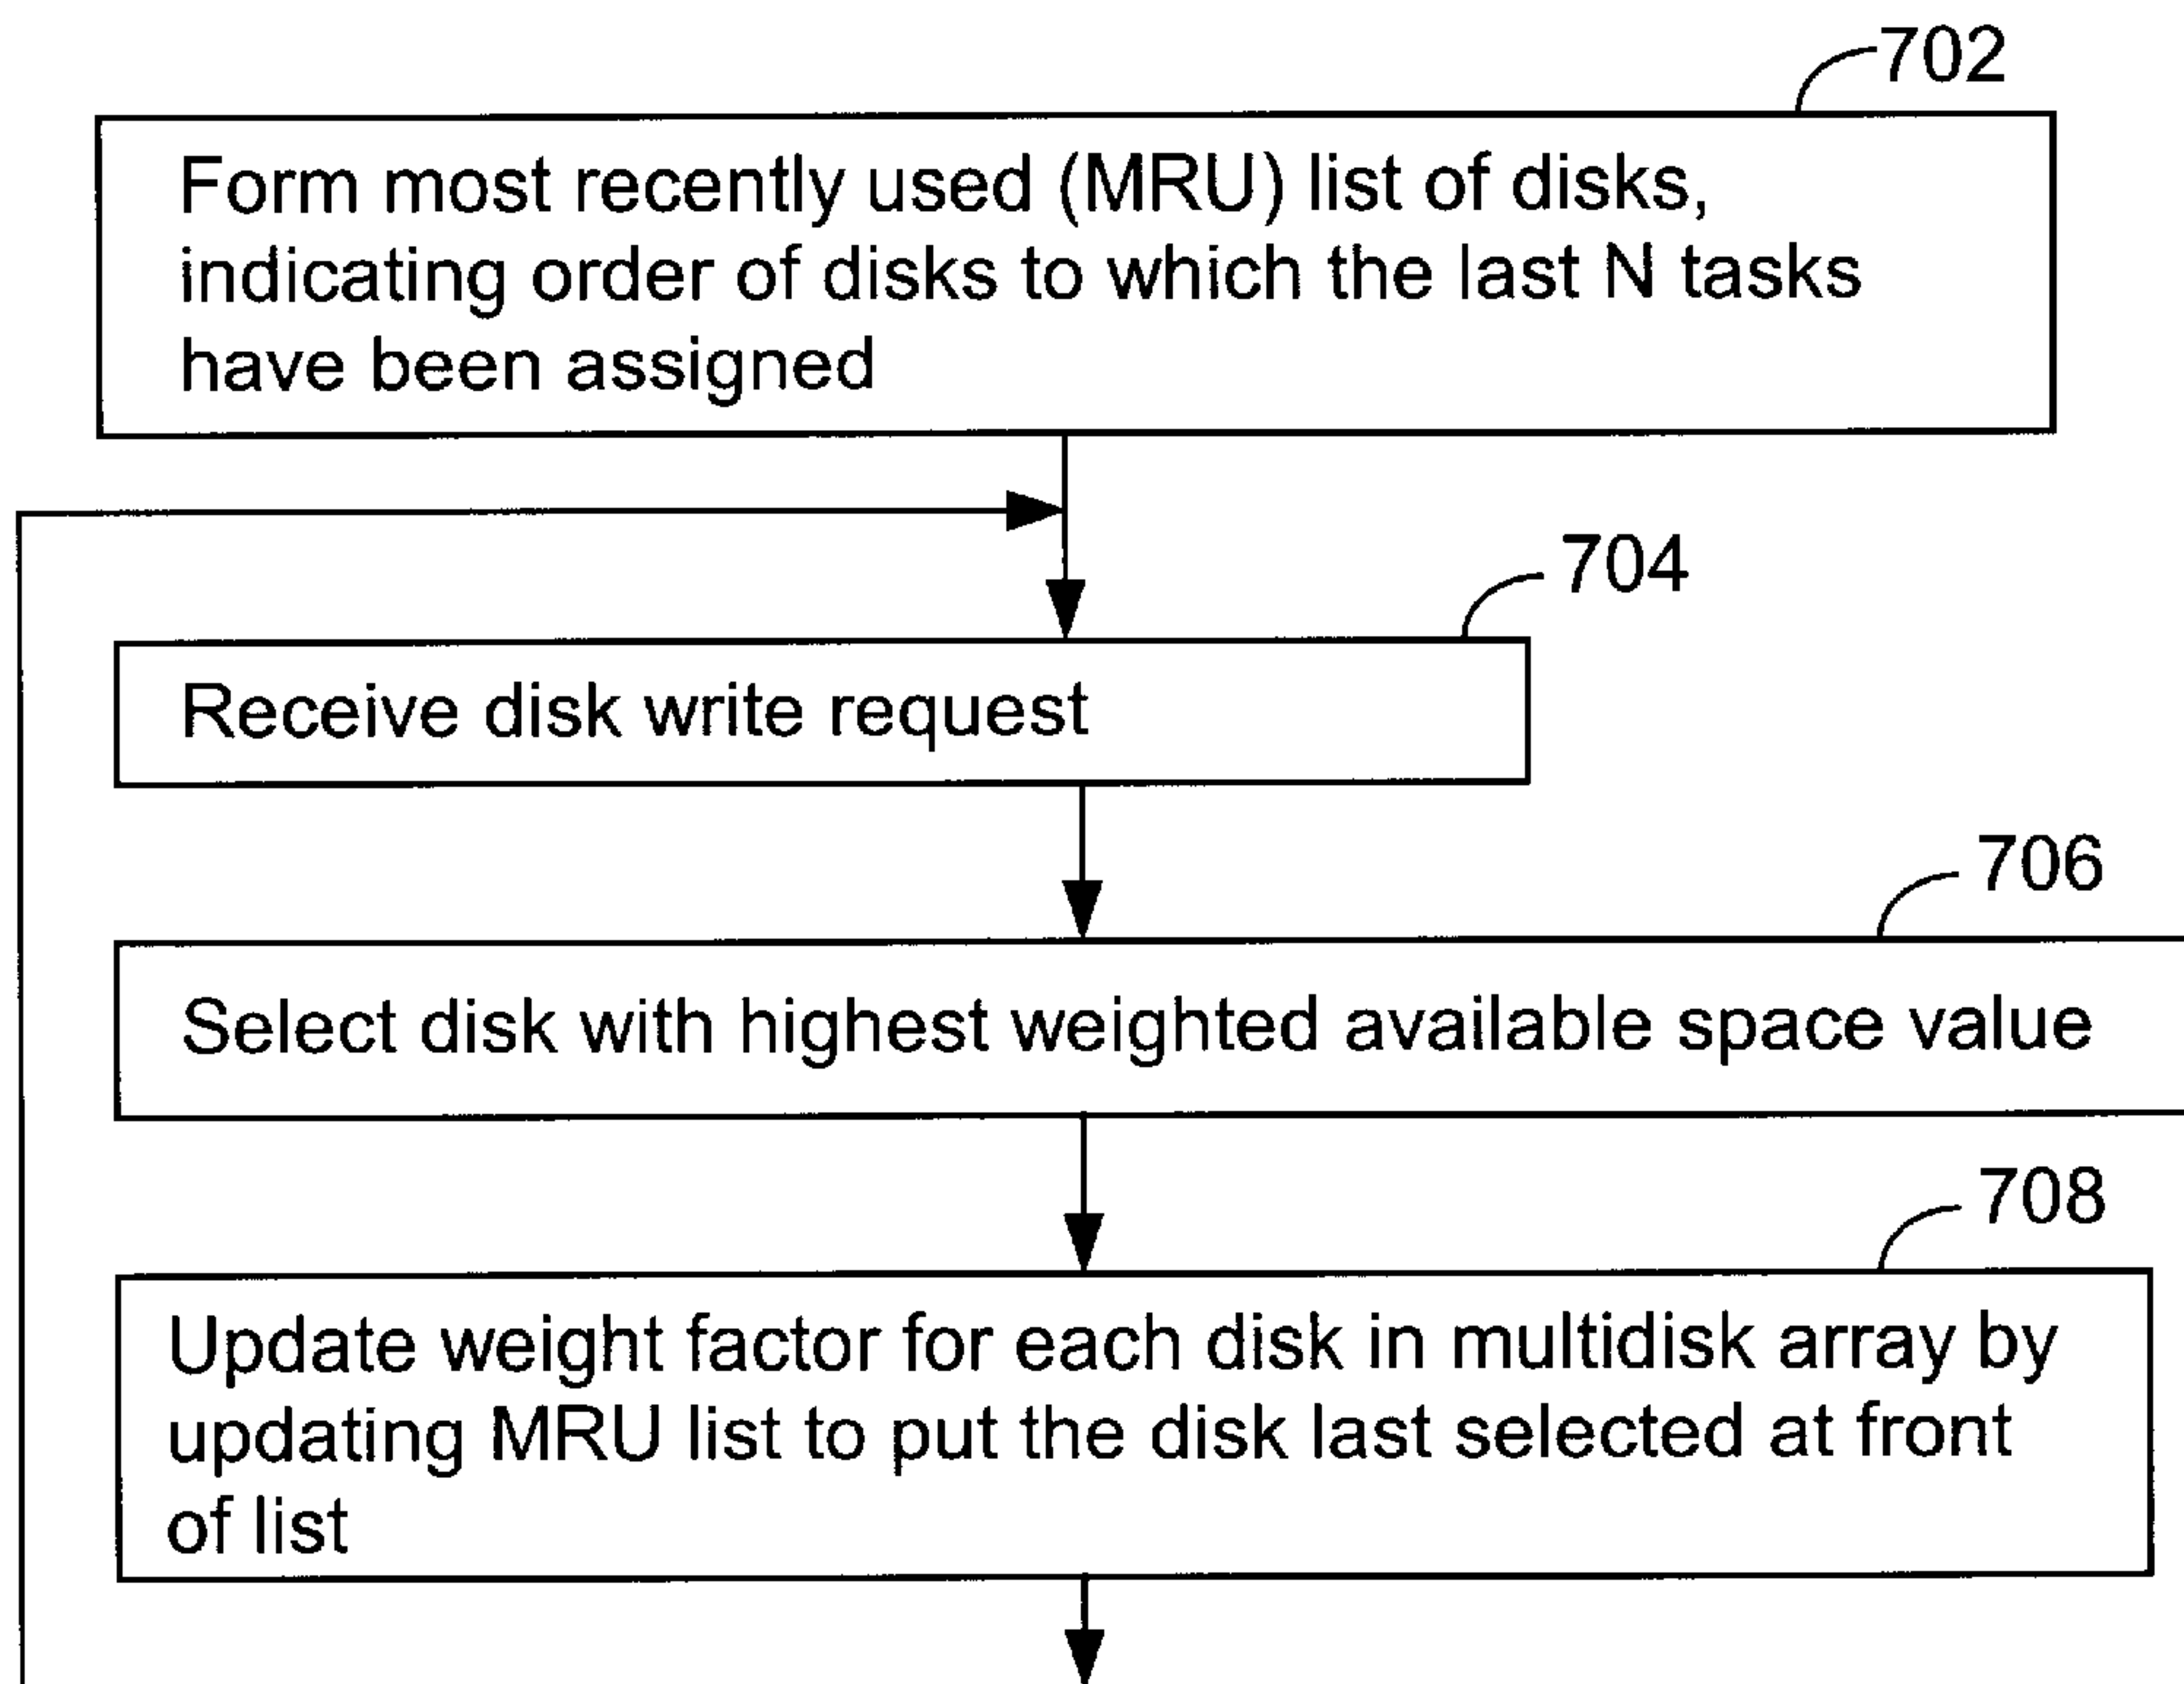 702
Form most recently used (MRU) list of disks,
indicating order of disks to which the last N tasks
have been assigned
704
Receive disk write request
706
Select disk with highest weighted available space value
708
Update weight factor for each disk in multidisk array by
updating MRU list to put the disk last selected at front
of list